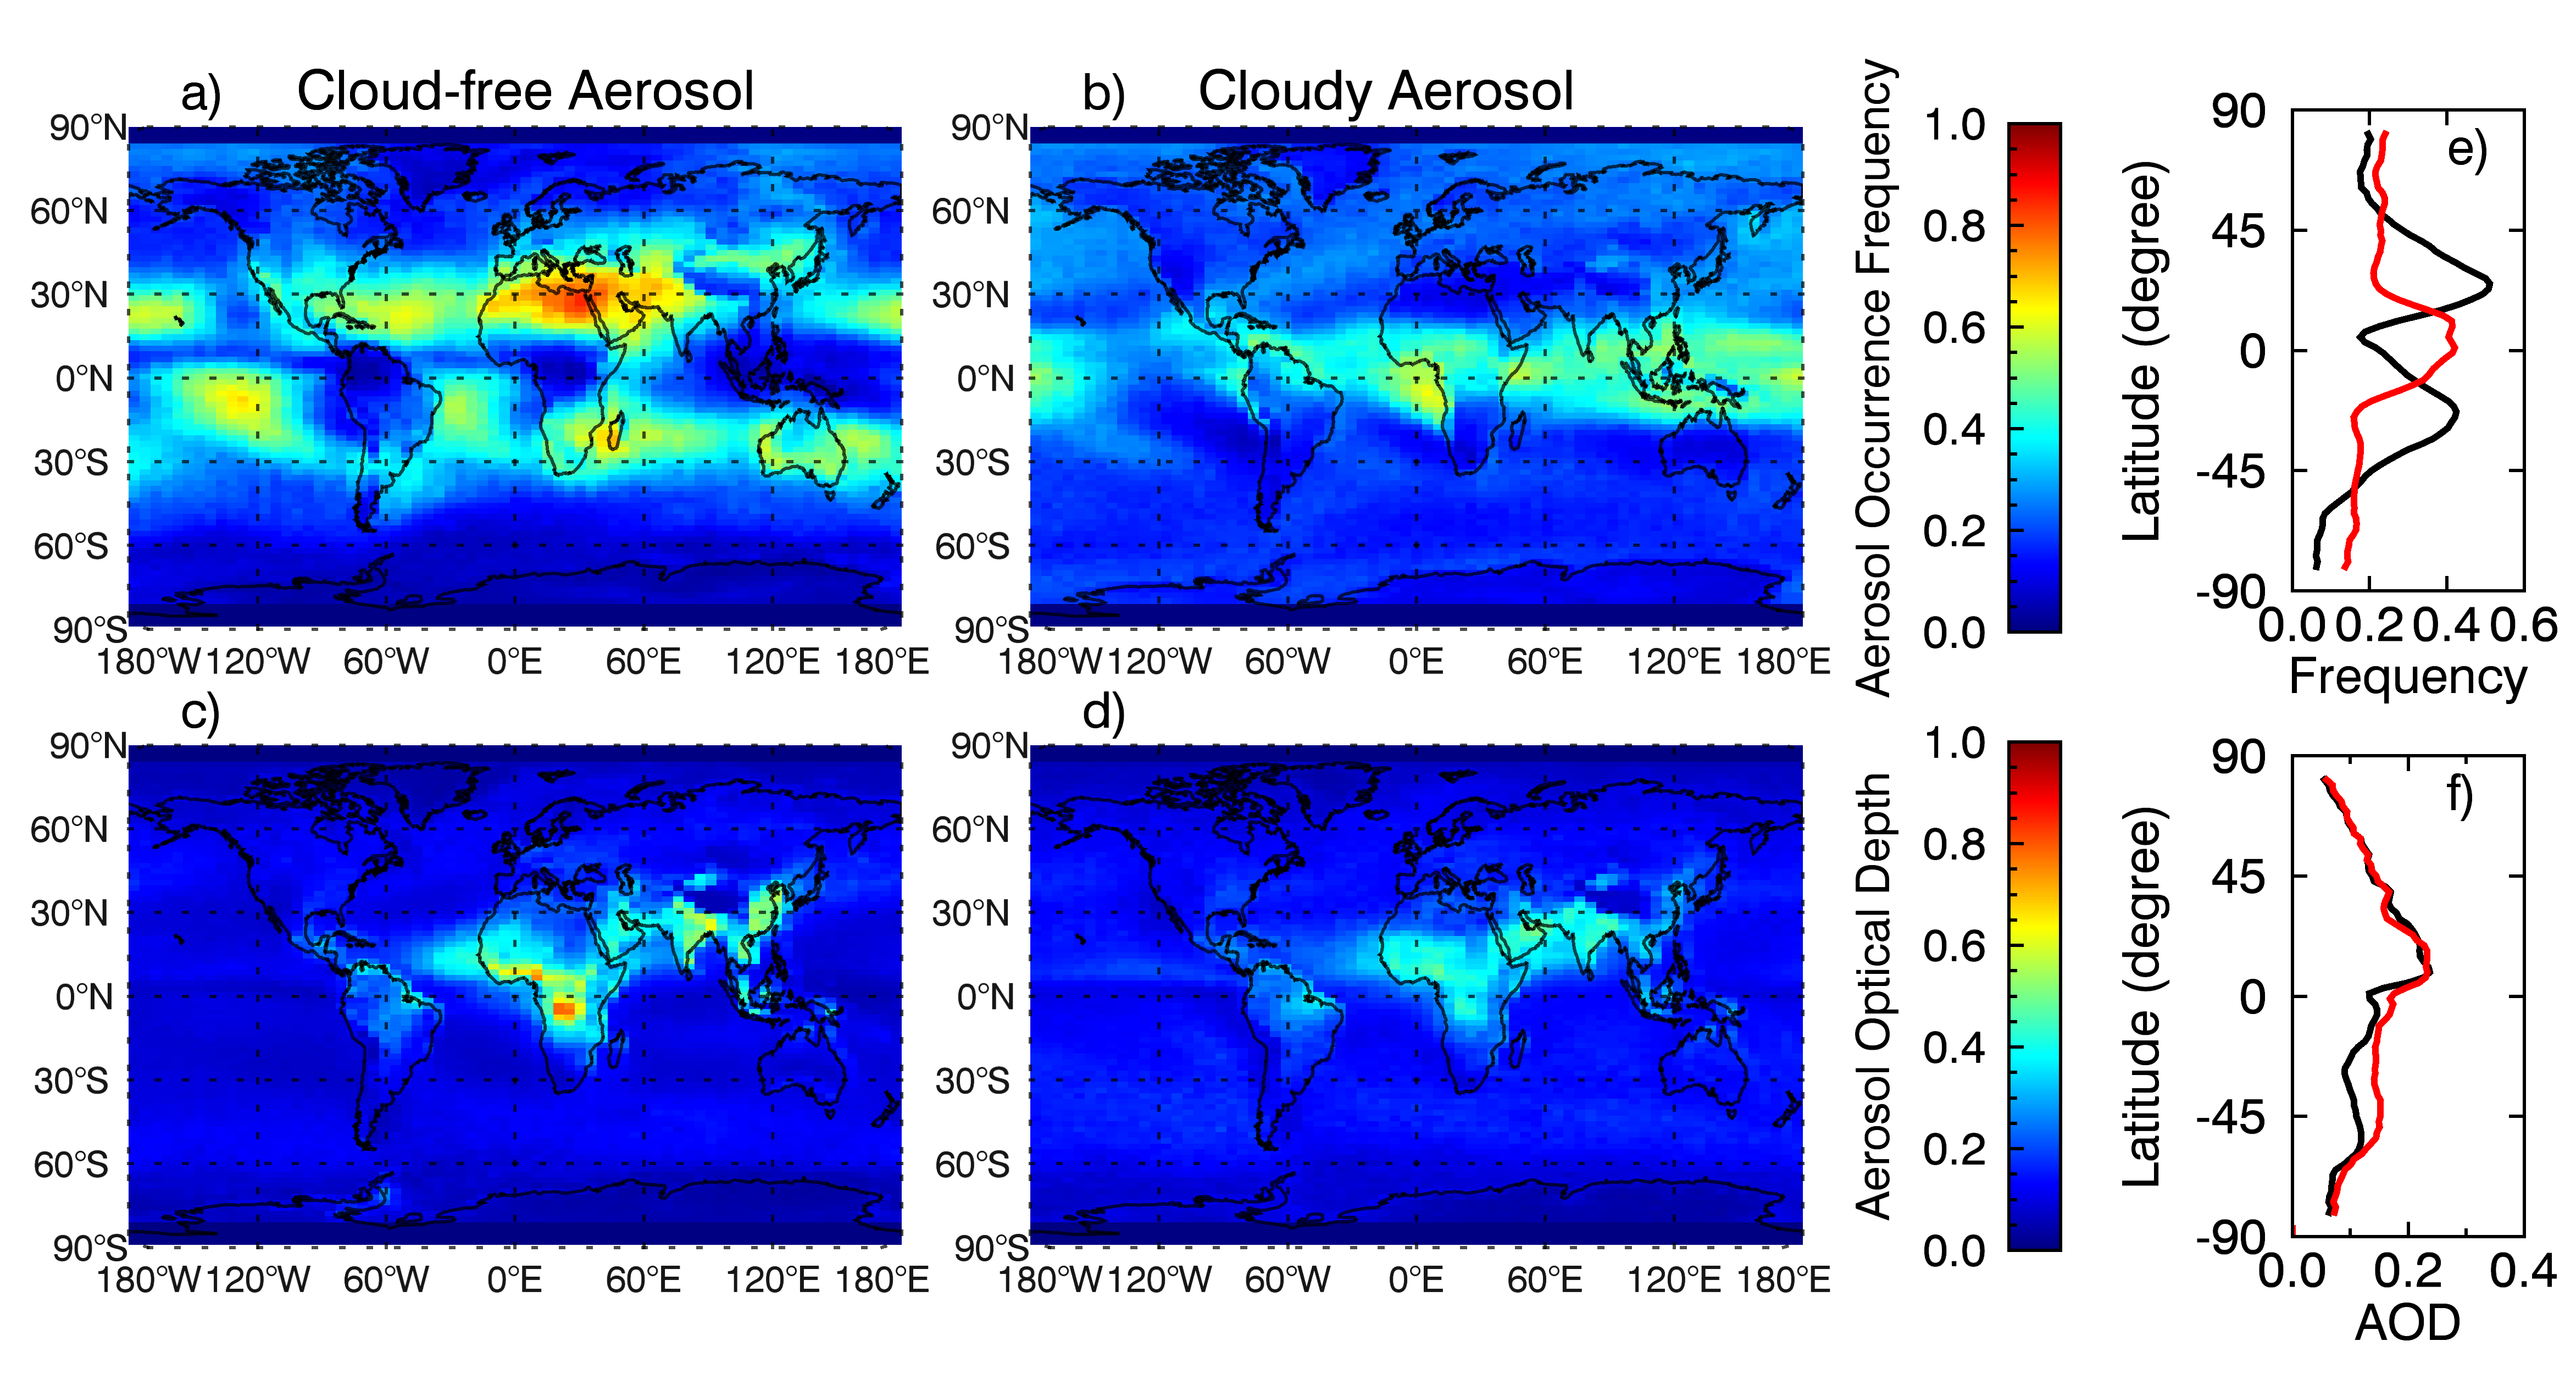 a) Cloud-free Aerosol
90°N
60°N
30°N
0°N
30°S
60°S
90°S
180°W 120°W 60°W 0°E 60°E 120°E 180°E
b) Cloudy Aerosol
90°N
60°N
30°N
0°N
30°S
60°S
90°S
180°W 120°W 60°W 0°E 60°E 120°E 180°E
Aerosol Occurrence Frequency
1.0
0.8
0.6
0.4
0.2
0.0
e)
Latitude (degree)
90
45
0
-45
-90
0.0 0.2 0.4 0.6
Frequency
c)
90°N
60°N
30°N
0°N
30°S
60°S
90°S
180°W 120°W 60°W 0°E 60°E 120°E 180°E
d)
90°N
60°N
30°N
0°N
30°S
60°S
90°S
180°W 120°W 60°W 0°E 60°E 120°E 180°E
Aerosol Optical Depth
1.0
0.8
0.6
0.4
0.2
0.0
f)
Latitude (degree)
90
45
0
-45
-90
0.0 0.2 0.4
AOD